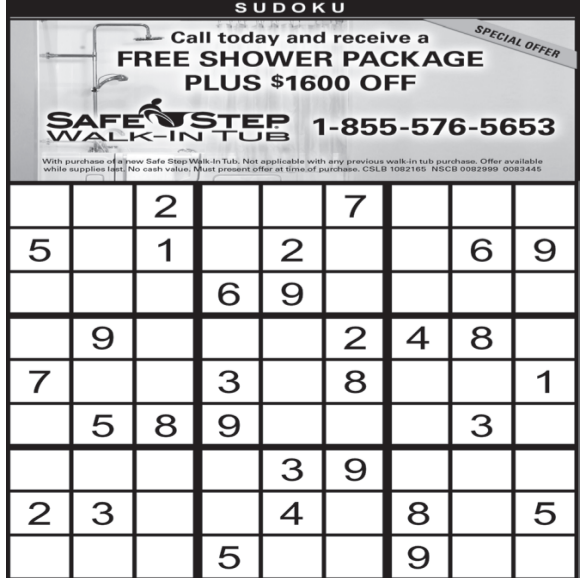 SUDOKU
SPECIAL OFFER
Call today and receive a
FREE SHOWER PACKAGE
PLUS $1600 OFF
SAFE STEP
WALK-IN TUB
1-855-576-5653
With purchase of a new Safe Step Walk-In Tub. Not applicable with any previous walk-in tub purchase. Offer available
while supplies last. No cash value. Must present offer at time of purchase. CSLB 1082165 NSCB 0082999 0083445
2 7
5 1 2 6 9
6 9
9 2 4 8
7 3 8 1
5 8 9 3
3 9
2 3 4 8 5
5 9